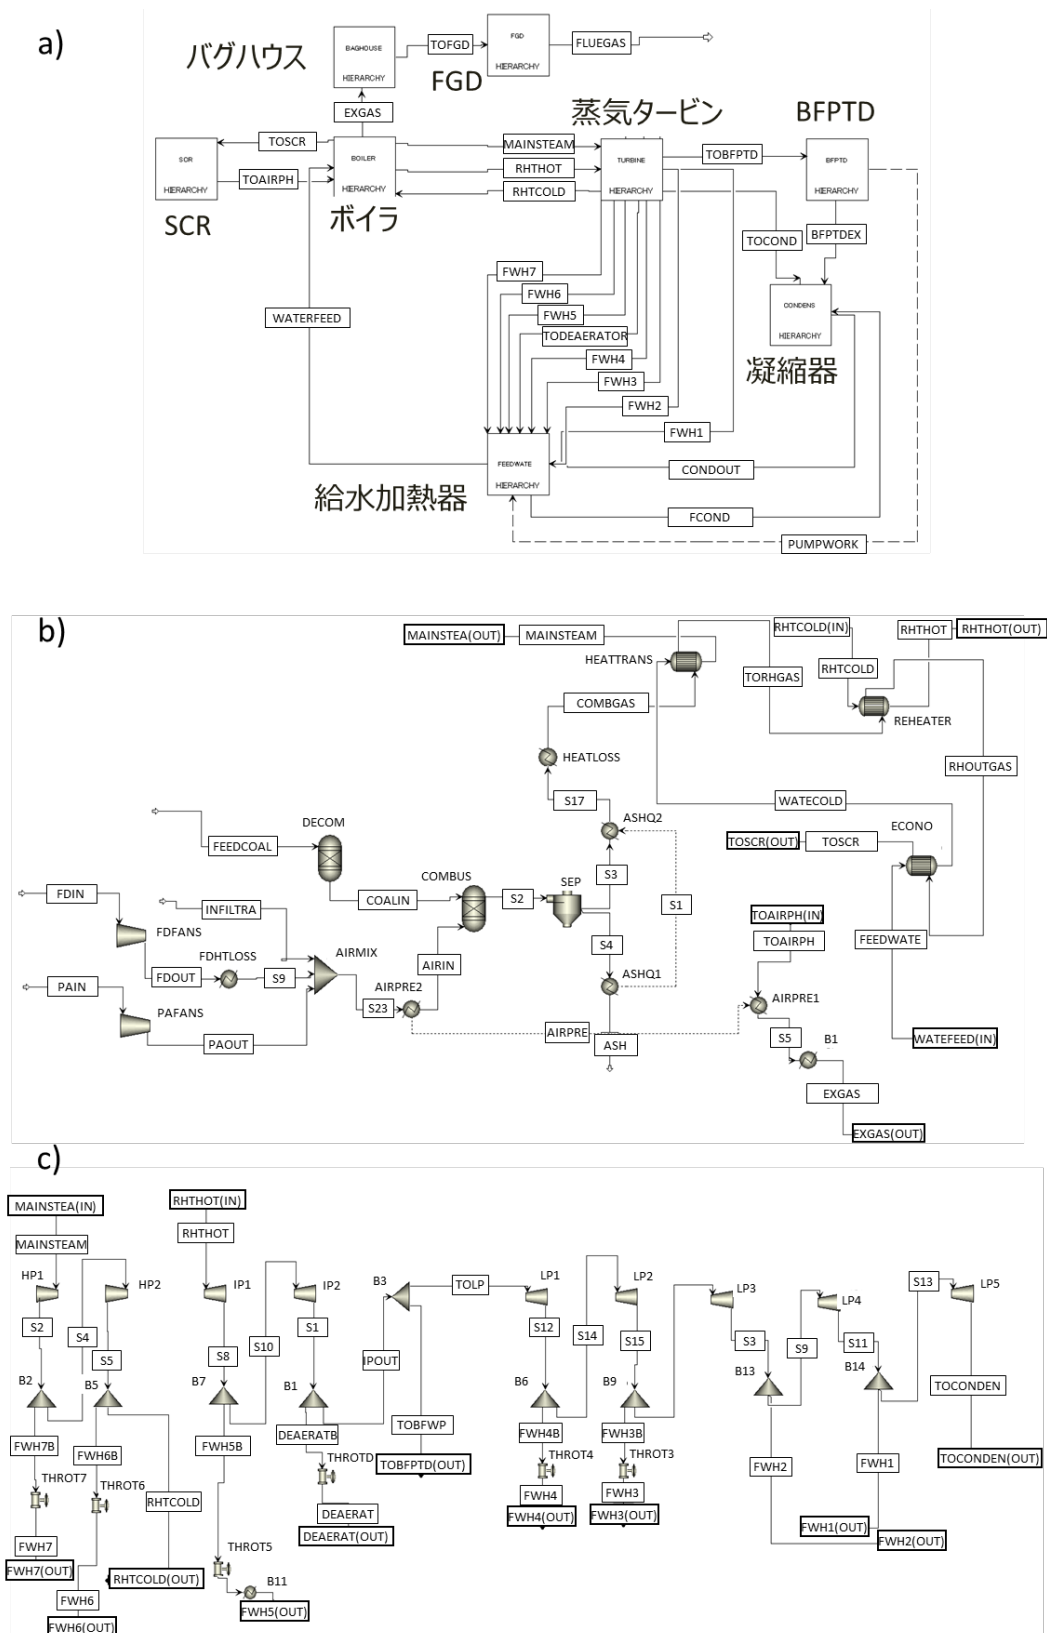 a)
バグハウス
BAGHOUSE
HIERARCHY
TOFGD
FGD
HIERARCHY
FLUEGAS
FGD
EXGAS
蒸気タービン
BFPTD
SCR
HIERARCHY
TOSCR
TOAIRPH
SCR
BOILER
HIERARCHY
ボイラ
MAINSTEAM
RHTHOT
RHTCOLD
TURBINE
HIERARCHY
TOBFPTD
BFPTD
HIERARCHY
TOCOND
BFPTDEX
FWH7
FWH6
FWH5
TODEAERATOR
FWH4
FWH3
FWH2
FWH1
WATERFEED
CONDENS
HIERARCHY
凝縮器
FEEDWATE
HIERARCHY
給水加熱器
CONDOUT
FCOND
PUMPWORK
b)
MAINSTEA(OUT)
MAINSTEAM
HEATTRANS
RHTCOLD(IN)
RHTHOT
RHTHOT(OUT)
RHTCOLD
TORHGAS
COMBGAS
REHEATER
HEATLOSS
RHOUTGAS
S17
WATECOLD
ASHQ2
ECONO
DECOM
FEEDCOAL
TOSCR(OUT)
TOSCR
COMBUS
SEP
S3
FDIN
INFILTRA
COALIN
S2
S1
TOAIRPH(IN)
TOAIRPH
FEEDWATE
FDFANS
FDHTLOSS
AIRMIX
AIRIN
S4
FDOUT
S9
ASHQ1
PAIN
AIRPRE2
AIRPRE1
S23
PAFANS
PAOUT
AIRPRE
ASH
S5
B1
WATEFEED(IN)
EXGAS
EXGAS(OUT)
c)
MAINSTEA(IN)
RHTHOT(IN)
MAINSTEAM
RHTHOT
HP1
HP2
IP1
IP2
B3
TOLP
LP1
LP2
LP3
LP4
S13
LP5
S2
S4
S5
S8
S10
S1
IPOUT
S12
S14
S15
S3
S9
S11
B2
B5
B7
B1
B6
B9
B13
B14
TOCONDEN
FWH7B
FWH6B
FWH5B
DEAERATB
TOBFWP
FWH4B
FWH3B
THROT7
THROT6
THROTD
TOBFPTD(OUT)
THROT4
THROT3
FWH2
FWH1
TOCONDEN(OUT)
RHTCOLD
DEAERAT
FWH4
FWH3
FWH7
DEAERAT(OUT)
FWH4(OUT)
FWH3(OUT)
FWH1(OUT)
FWH2(OUT)
FWH7(OUT)
RHTCOLD(OUT)
THROT5
B11
FWH6
FWH5(OUT)
FWH6(OUT)